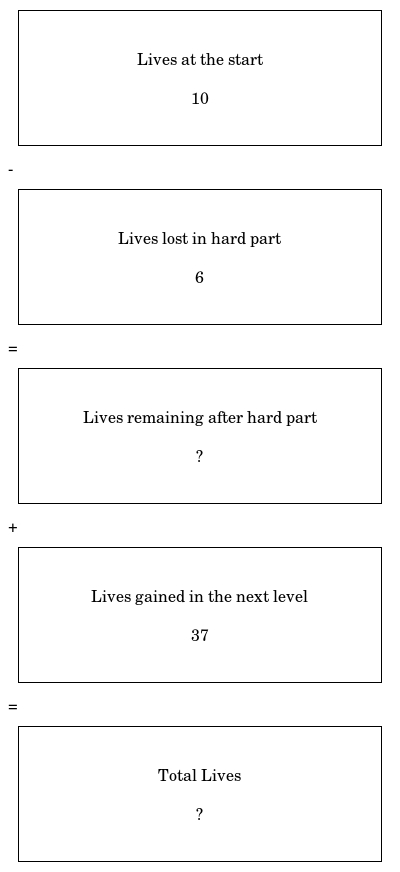 Lives at the start
10
-
Lives lost in hard part
6
=
Lives remaining after hard part
?
+
Lives gained in the next level
37
=
Total Lives
?